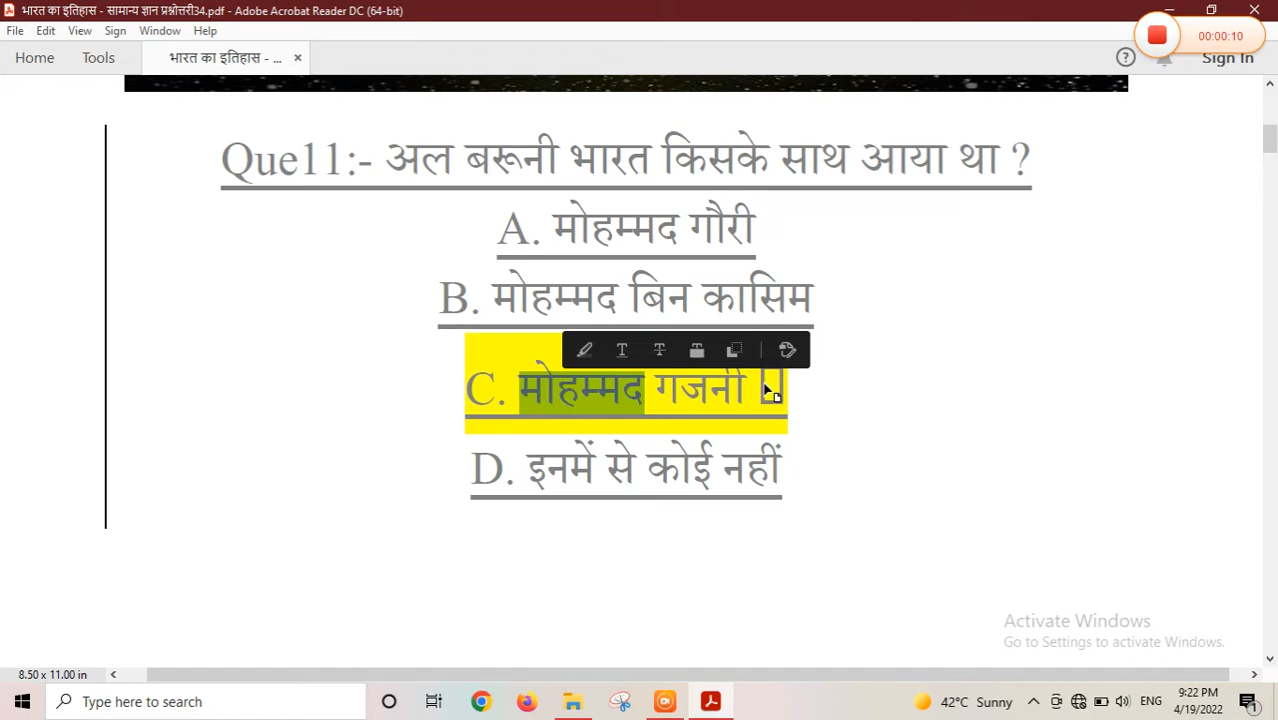 भारत का इतिहास - सामान्य ज्ञान प्रश्नोत्तरी34.pdf - Adobe Acrobat Reader DC (64-bit)
File Edit View Sign Window Help
00:00:10
Home Tools भारत का इतिहास - ... Sign In
Que11:- अल बरूनी भारत किसके साथ आया था ?
A. मोहम्मद गौरी
B. मोहम्मद बिन कासिम
C. मोहम्मद गजनी
D. इनमें से कोई नहीं
Activate Windows
Go to Settings to activate Windows.
8.50 x 11.00 in
Type here to search
42°C Sunny
ENG
9:22 PM
4/19/2022
1